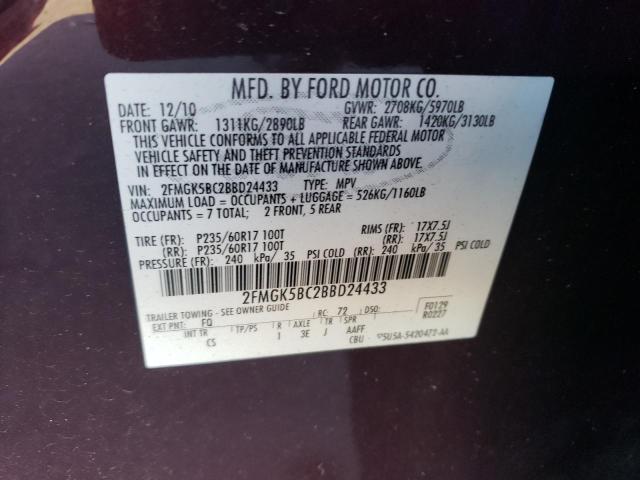 MFD. BY FORD MOTOR CO.
DATE: 12/10 GVWR: 2708KG/5970LB
FRONT GAWR: 1311KG/2890LB REAR GAWR: 1420KG/3130LB
THIS VEHICLE CONFORMS TO ALL APPLICABLE FEDERAL MOTOR
VEHICLE SAFETY AND THEFT PREVENTION STANDARDS
IN EFFECT ON THE DATE OF MANUFACTURE SHOWN ABOVE.
VIN: 2FMGK5BC2BBD24433 TYPE: MPV
MAXIMUM LOAD = OCCUPANTS + LUGGAGE = 526KG/1160LB
OCCUPANTS = 7 TOTAL; 2 FRONT, 5 REAR
TIRE (FR): P235/60R17 100T RIMS (FR): 17X7.5J
(RR): P235/60R17 100T (RR): 17X7.5J
PRESSURE (FR): 240 kPa/ 35 PSI COLD (RR): 240 kPa/35 PSI COLD
2FMGK5BC2BBD24433
TRAILER TOWING - SEE OWNER GUIDE RC: 72 DSO: F0129
EXT PNT: FQ R0227
INT TR TP/PS R AXLE TR SPR
CS 1 3E J AAFF
CBU 5U5A-5420472-AA